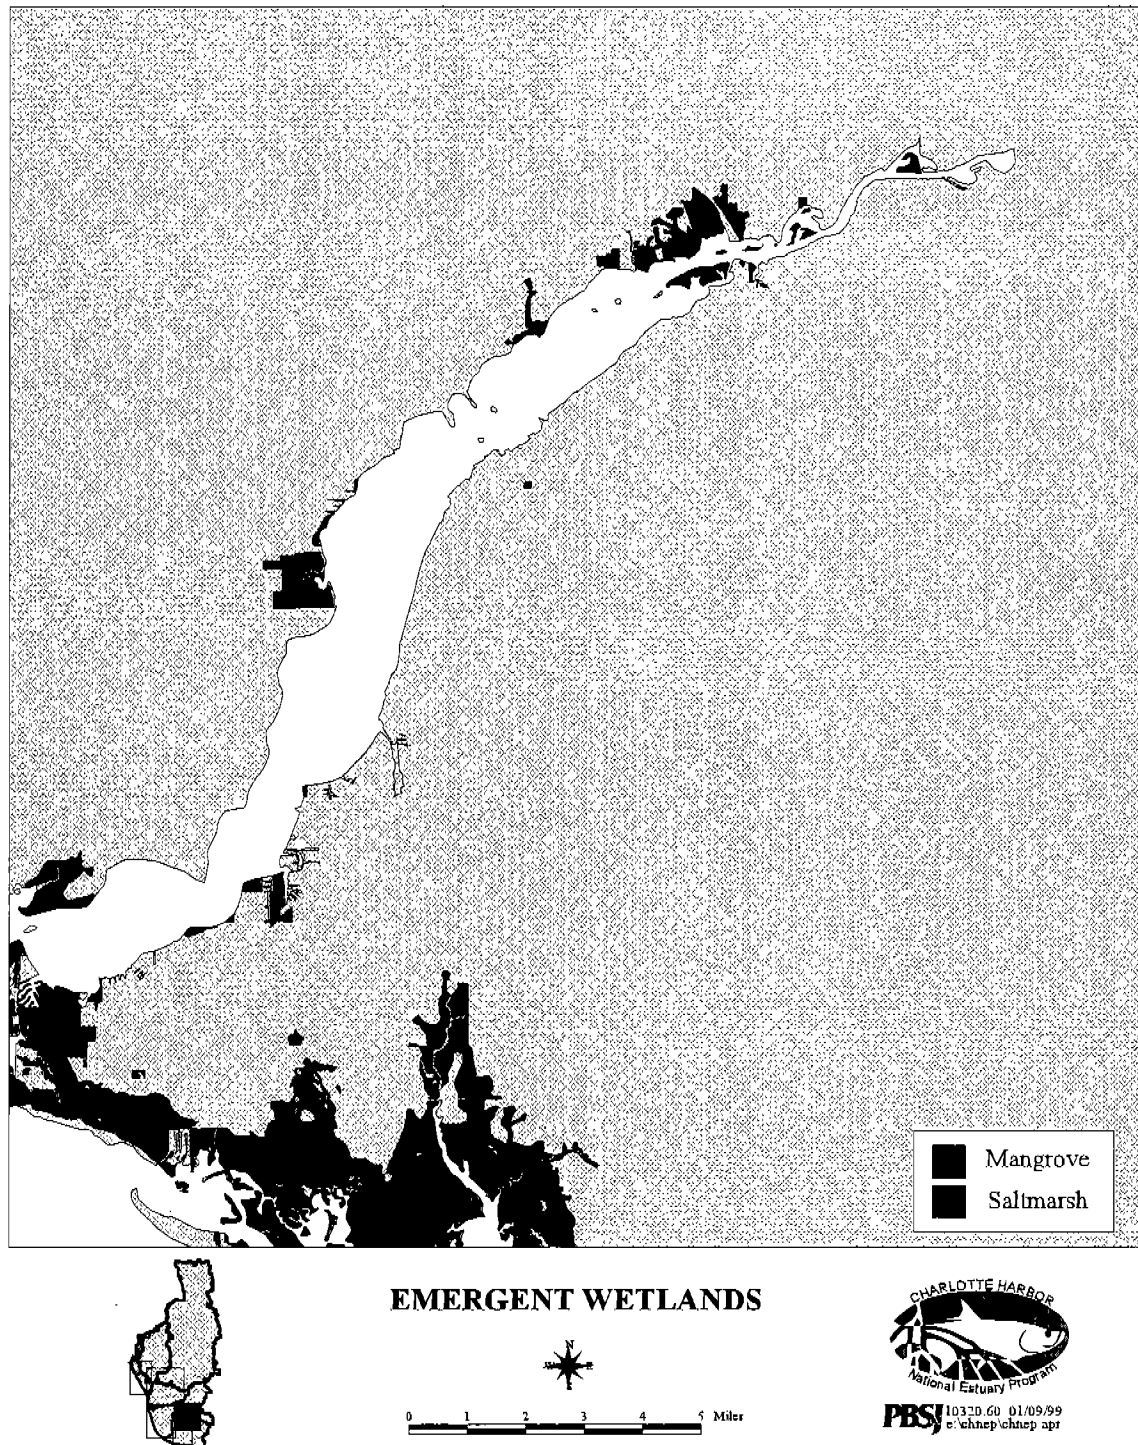 Mangrove
Saltmarsh
EMERGENT WETLANDS
N
W E
S
0 1 2 3 4 5 Miles
CHARLOTTE HARBOR
National Estuary Program
PBSJ 10320.60 01/09/99
e:\chnep\chnep.apr